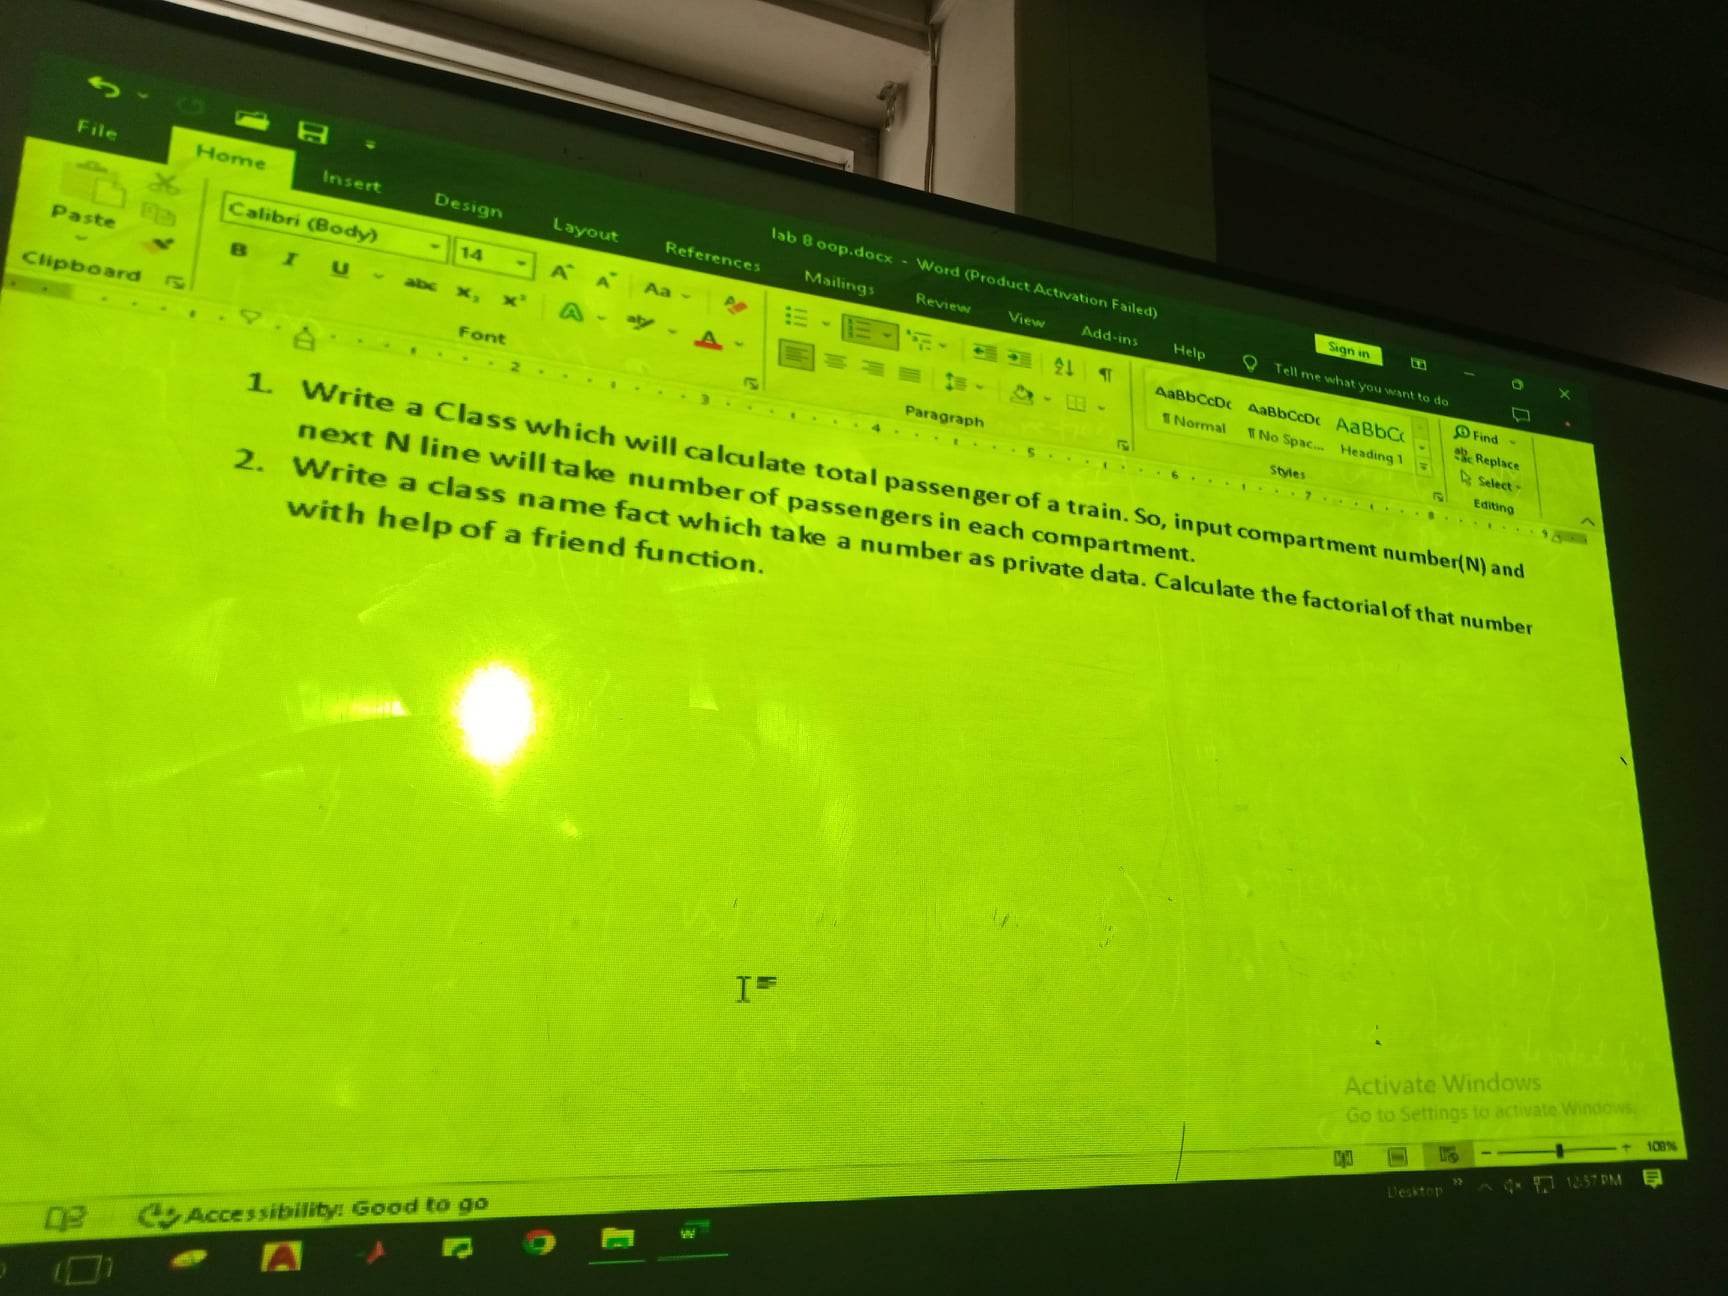 lab 8 oop.docx - Word (Product Activation Failed)
Sign in
File
Home
Insert
Design
Layout
References
Mailings
Review
View
Add-ins
Help
Tell me what you want to do
Paste
Clipboard
Calibri (Body)
14
B I U abc X₂ X² Aa
Font
Paragraph
AaBbCcDc AaBbCcDc AaBbCc
¶ Normal ¶ No Spac... Heading 1
Styles
Find
Replace
Select
Editing
1. Write a Class which will calculate total passenger of a train. So, input compartment number(N) and
next N line will take number of passengers in each compartment.
2. Write a class name fact which take a number as private data. Calculate the factorial of that number
with help of a friend function.
Activate Windows
Go to Settings to activate Windows.
108%
Accessibility: Good to go
Desktop
12:57 PM